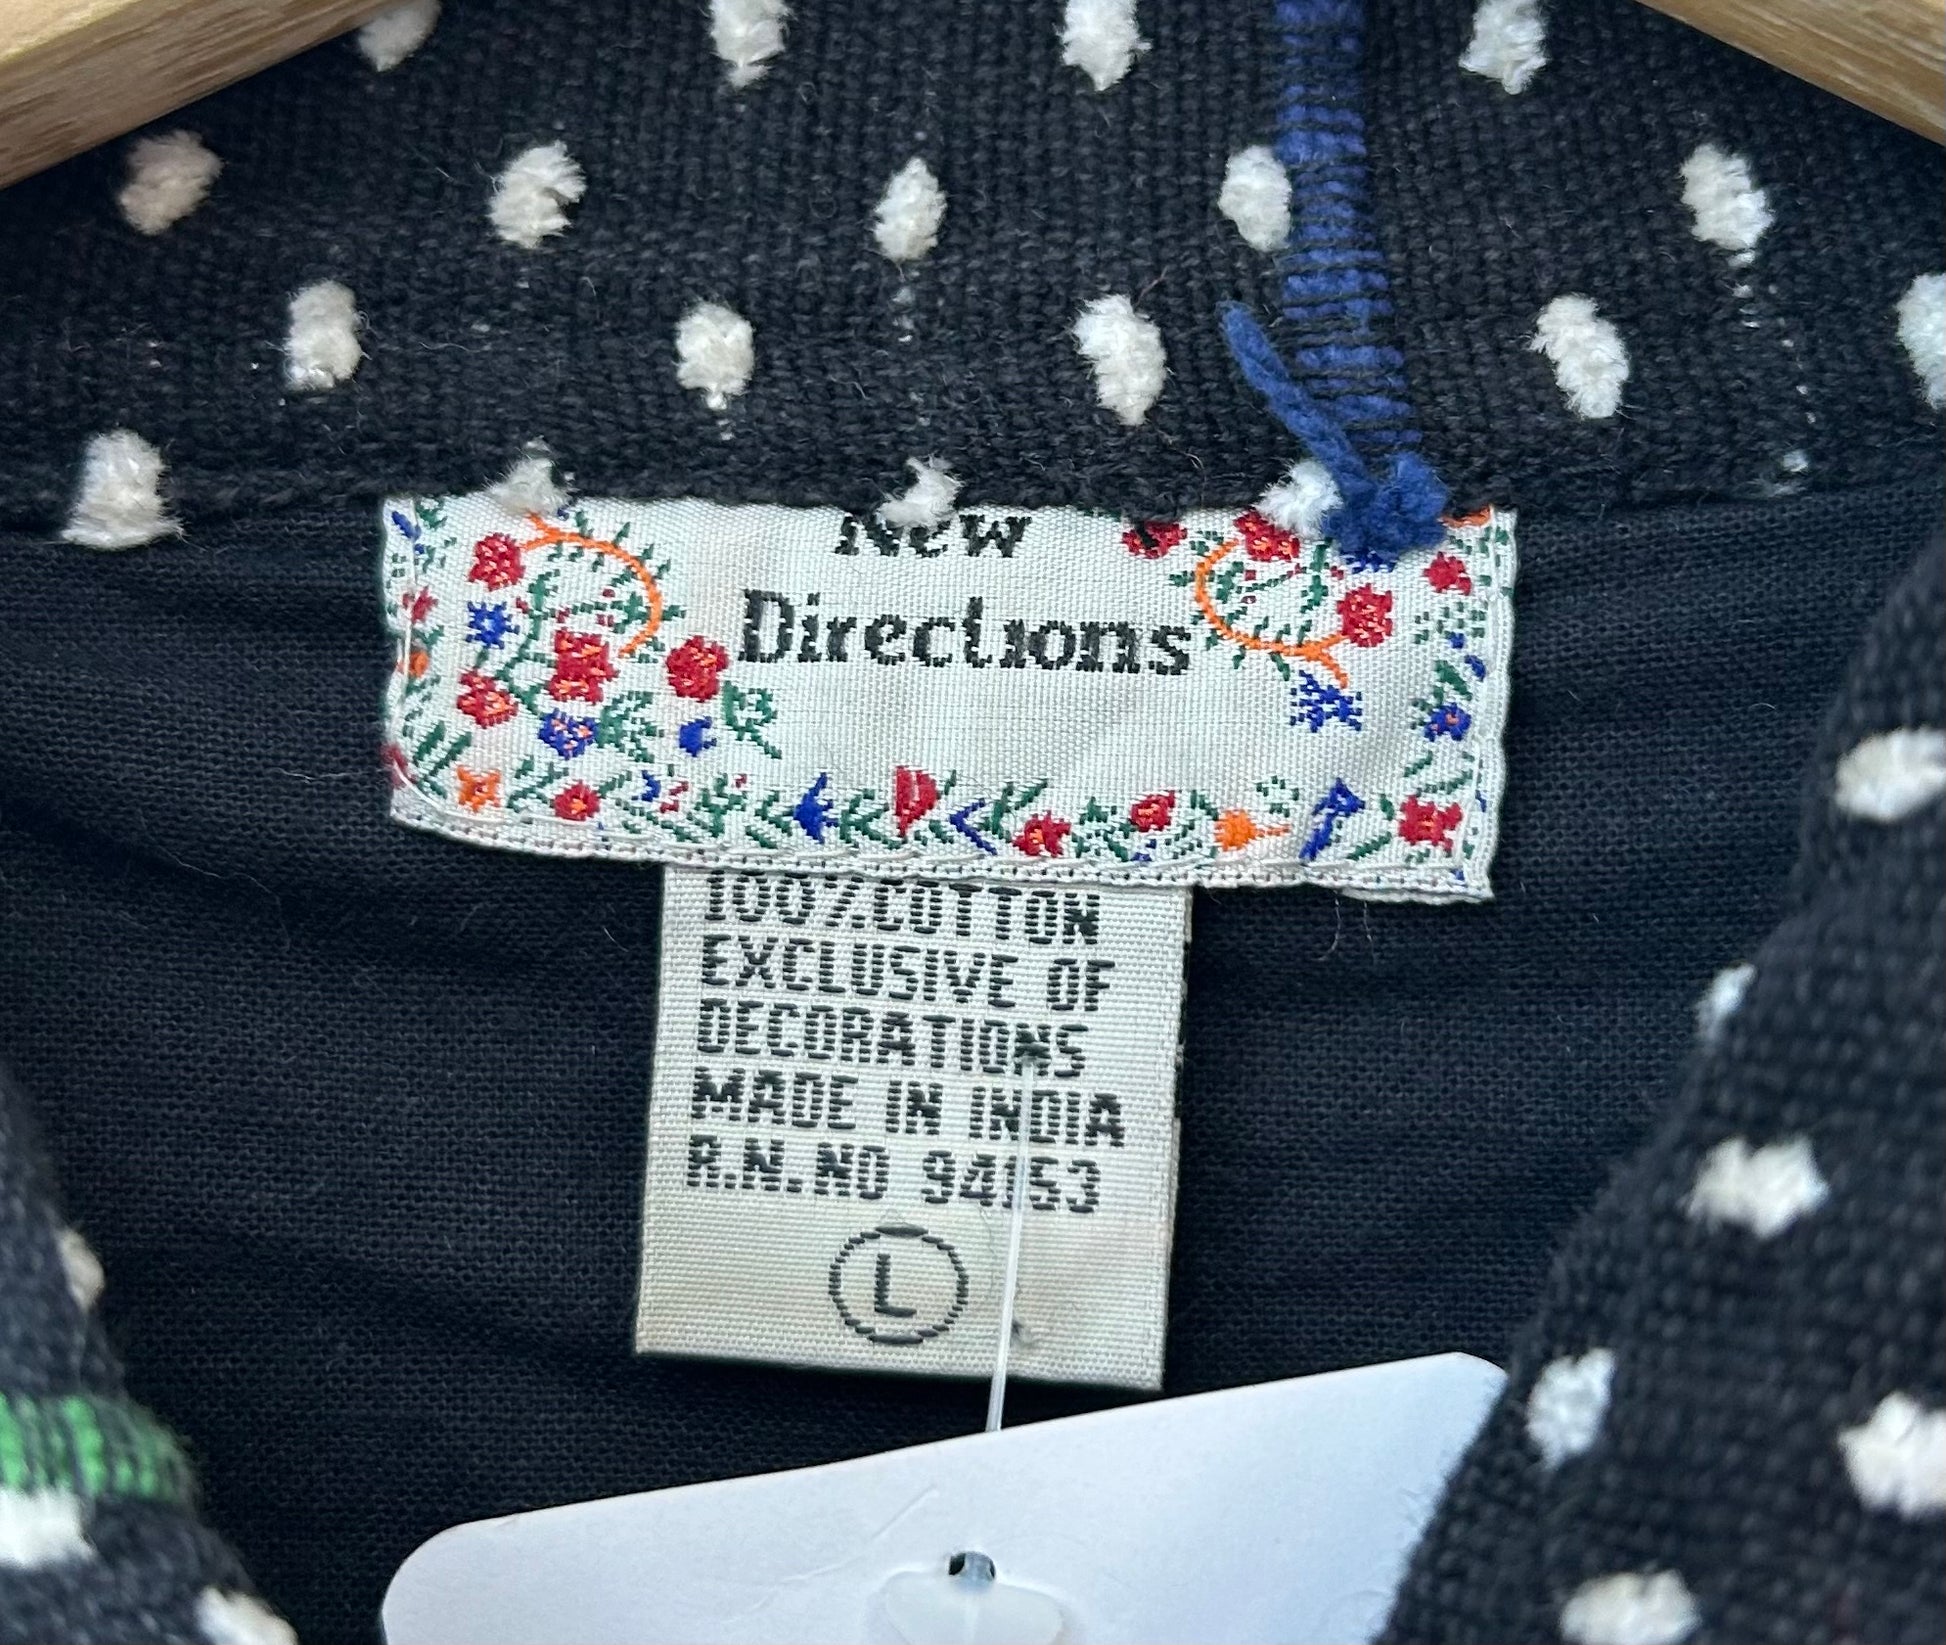 New
Directions
100% COTTON
EXCLUSIVE OF
DECORATIONS
MADE IN INDIA
R.N. NO 94153
L